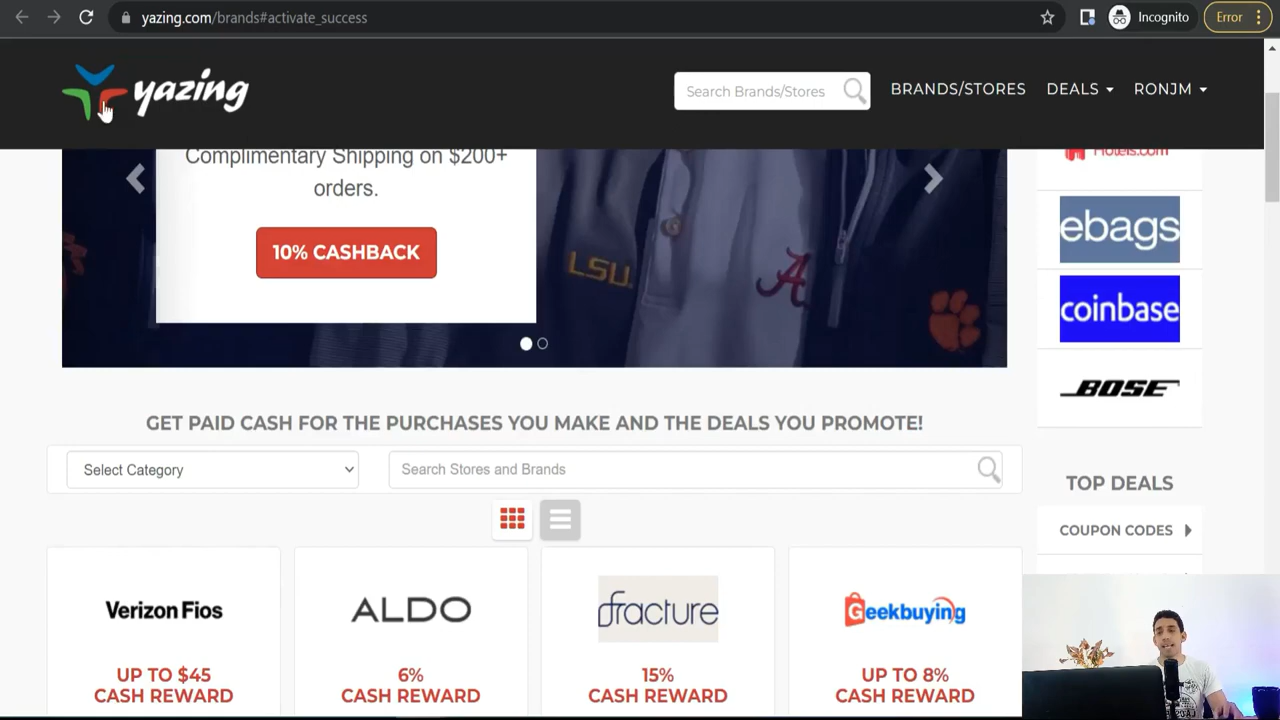 yazing.com/brands#activate_success
Incognito
Error
yazing
Search Brands/Stores
BRANDS/STORES
DEALS
RONJM
Complimentary Shipping on $200+
orders.
10% CASHBACK
LSU
A
Hotels.com
ebags
coinbase
BOSE
GET PAID CASH FOR THE PURCHASES YOU MAKE AND THE DEALS YOU PROMOTE!
Select Category
Search Stores and Brands
TOP DEALS
COUPON CODES
Verizon Fios
UP TO $45
CASH REWARD
ALDO
6%
CASH REWARD
fracture
15%
CASH REWARD
Geekbuying
UP TO 8%
CASH REWARD